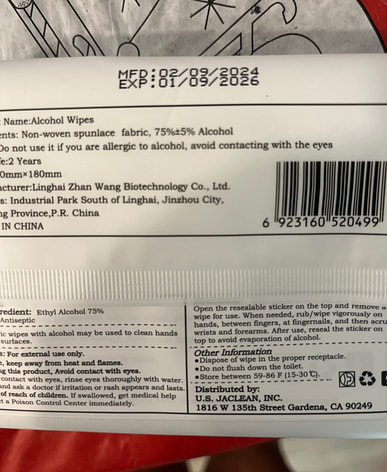 MFD:02/09/2024
EXP:01/09/2026
Name:Alcohol Wipes
ents: Non-woven spunlace fabric, 75%±5% Alcohol
Do not use it if you are allergic to alcohol, avoid contacting with the eyes
e:2 Years
0mm×180mm
acturer:Linghai Zhan Wang Biotechnology Co., Ltd.
s: Industrial Park South of Linghai, Jinzhou City,
ng Province,P.R. China
IN CHINA
6 923160 520499
redient: Ethyl Alcohol 75%
Antiseptic
ic wipes with alcohol may be used to clean hands
surfaces.
s: For external use only.
e, keep away from heat and flames.
g this product, Avoid contact with eyes.
contact with eyes, rinse eyes thoroughly with water.
and ask a doctor if irritation or rash appears and lasts.
of reach of children. If swallowed, get medical help
t a Poison Control Center immediately.
Open the resealable sticker on the top and remove a
wipe for use. When needed, rub/wipe vigorously on
hands, between fingers, at fingernails, and then scru
wrists and forearms. After use, reseal the sticker on
top to avoid evaporation of alcohol.
Other Information
●Dispose of wipe in the proper receptacle.
●Do not flush down the toilet.
●Store between 59-86 F (15-30℃).
Distributed by:
U.S. JACLEAN, INC.
1816 W 135th Street Gardena, CA 90249